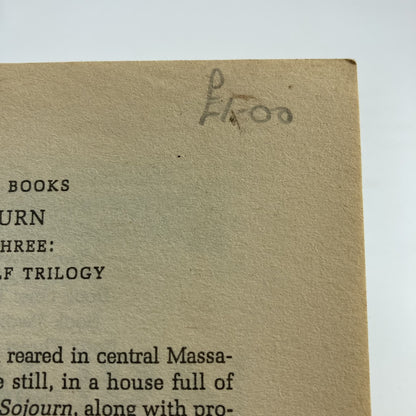 £1.00
BOOKS
URN
HREE:
LF TRILOGY
reared in central Massa-
e still, in a house full of
Sojourn, along with pro-